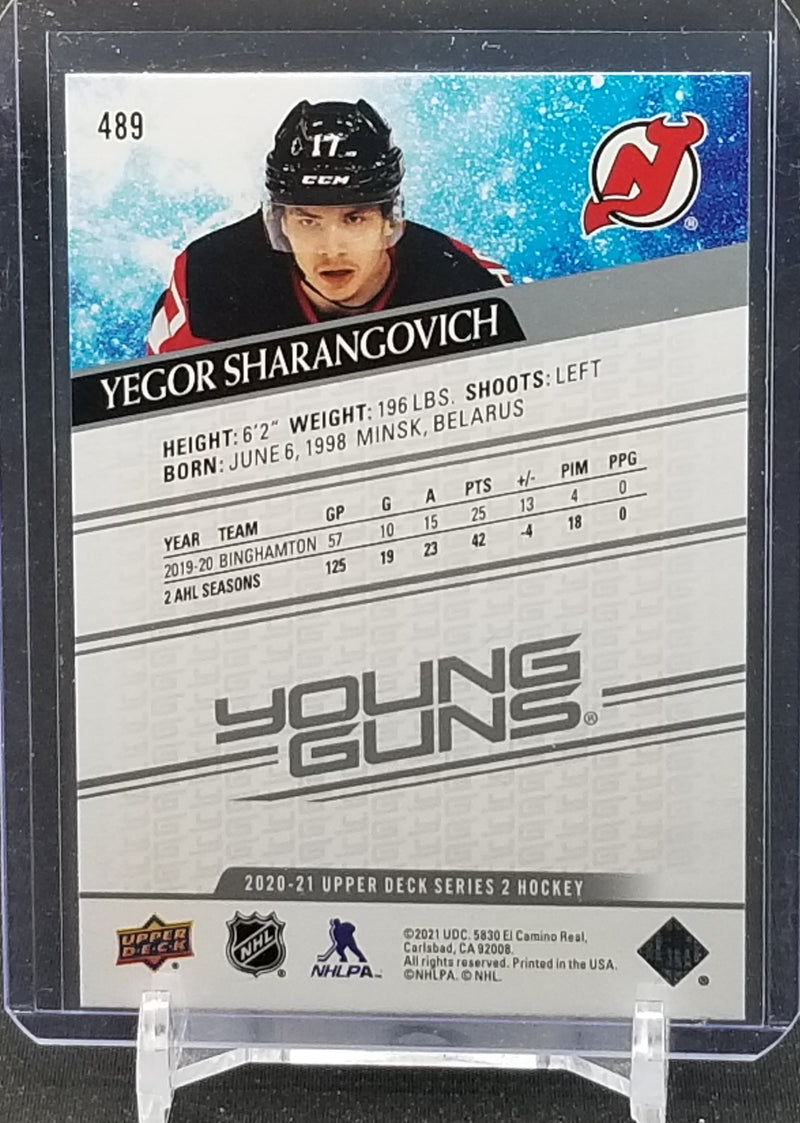 489
17
CCM
NJ
®
YEGOR SHARANGOVICH
HEIGHT: 6'2" WEIGHT: 196 LBS. SHOOTS: LEFT
BORN: JUNE 6, 1998 MINSK, BELARUS
YEAR TEAM GP G A PTS +/- PIM PPG
2019-20 BINGHAMTON 57 10 15 25 13 4 0
2 AHL SEASONS 125 19 23 42 -4 18 0
YOUNG
GUNS®
2020-21 UPPER DECK SERIES 2 HOCKEY
UPPER
DECK
®
NHL
®
NHLPA™
©2021 UDC. 5830 El Camino Real,
Carlsbad, CA 92008.
All rights reserved. Printed in the USA.
©NHLPA. © NHL.
®